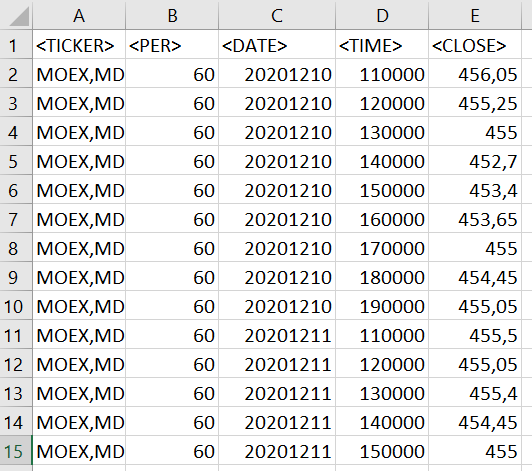 A B C D E
1 <TICKER> <PER> <DATE> <TIME> <CLOSE>
2 MOEX,MD 60 20201210 110000 456,05
3 MOEX,MD 60 20201210 120000 455,25
4 MOEX,MD 60 20201210 130000 455
5 MOEX,MD 60 20201210 140000 452,7
6 MOEX,MD 60 20201210 150000 453,4
7 MOEX,MD 60 20201210 160000 453,65
8 MOEX,MD 60 20201210 170000 455
9 MOEX,MD 60 20201210 180000 454,45
10 MOEX,MD 60 20201210 190000 455,05
11 MOEX,MD 60 20201211 110000 455,5
12 MOEX,MD 60 20201211 120000 455,05
13 MOEX,MD 60 20201211 130000 455,4
14 MOEX,MD 60 20201211 140000 454,45
15 MOEX,MD 60 20201211 150000 455